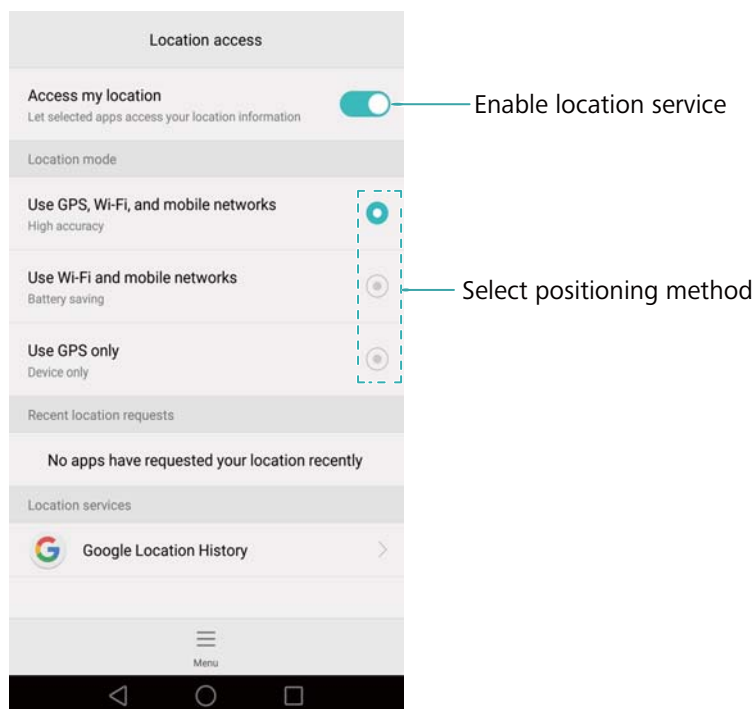 Location access
Access my location
Let selected apps access your location information
Enable location service
Location mode
Use GPS, Wi-Fi, and mobile networks
High accuracy
Use Wi-Fi and mobile networks
Battery saving
Select positioning method
Use GPS only
Device only
Recent location requests
No apps have requested your location recently
Location services
G
Google Location History
Menu